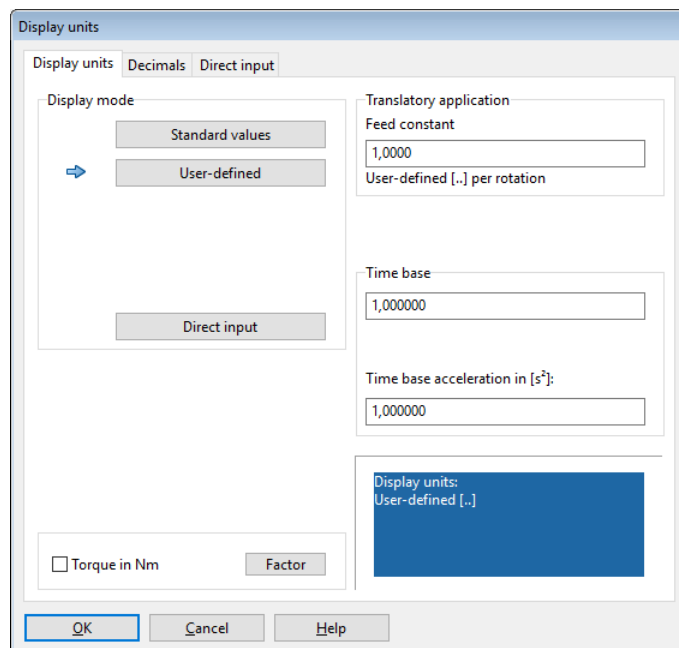 Display units
Display units Decimals Direct input
Display mode
Standard values
User-defined
Direct input
Torque in Nm Factor
Translatory application
Feed constant
1,0000
User-defined [..] per rotation
Time base
1,000000
Time base acceleration in [s²]:
1,000000
Display units:
User-defined [..]
OK Cancel Help